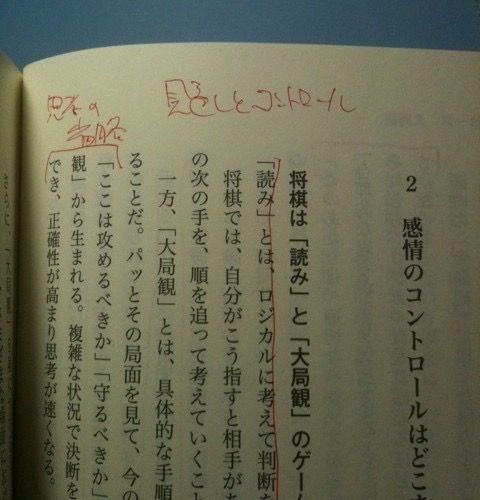 見通しとコントロール
思考の
省略
2 感情のコントロールはどこ
将棋は「読み」と「大局観」のゲー
「読み」とは、ロジカルに考えて判断
将棋では、自分がこう指すと相手が
の次の手を、順を追って考えていくこ
一方、「大局観」とは、具体的な手順
ることだ。パッとその局面を見て、今の
「ここは攻めるべきか」「守るべきか」
観」から生まれる。複雑な状況で決断を
でき、正確性が高まり思考が速くなる。